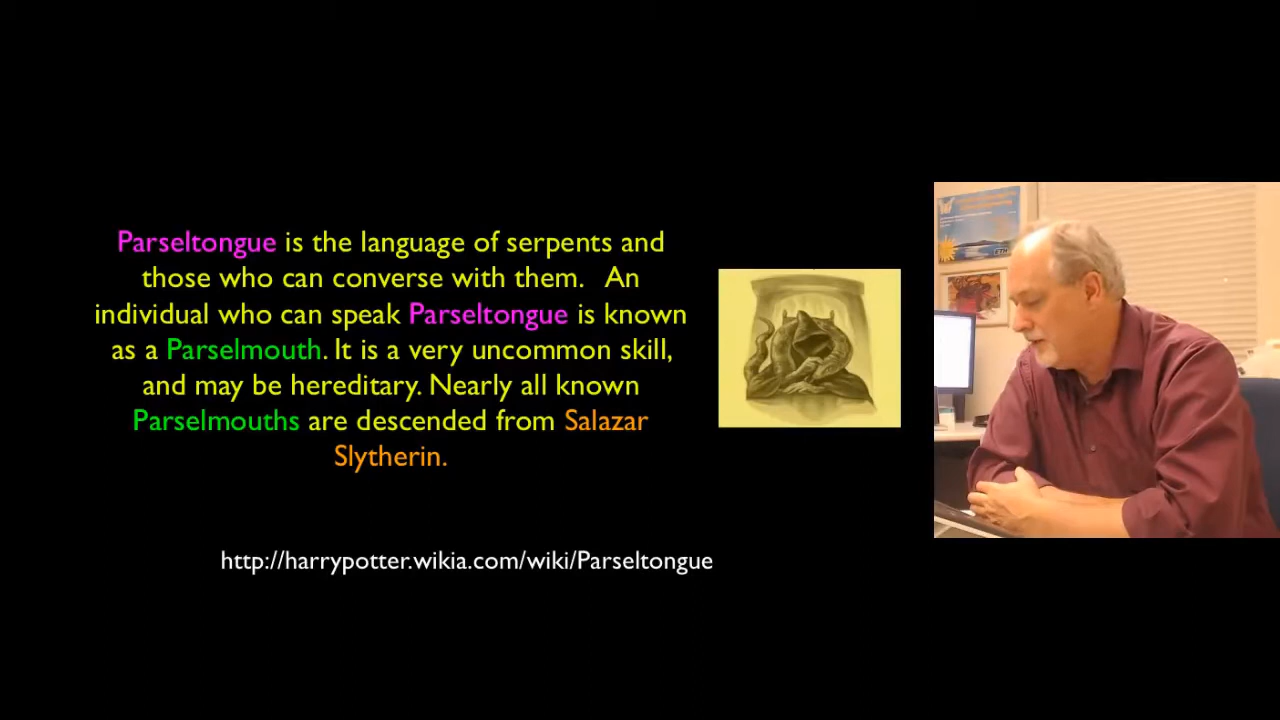 Parseltongue is the language of serpents and
those who can converse with them. An
individual who can speak Parseltongue is known
as a Parselmouth. It is a very uncommon skill,
and may be hereditary. Nearly all known
Parselmouths are descended from Salazar
Slytherin.
http://harrypotter.wikia.com/wiki/Parseltongue